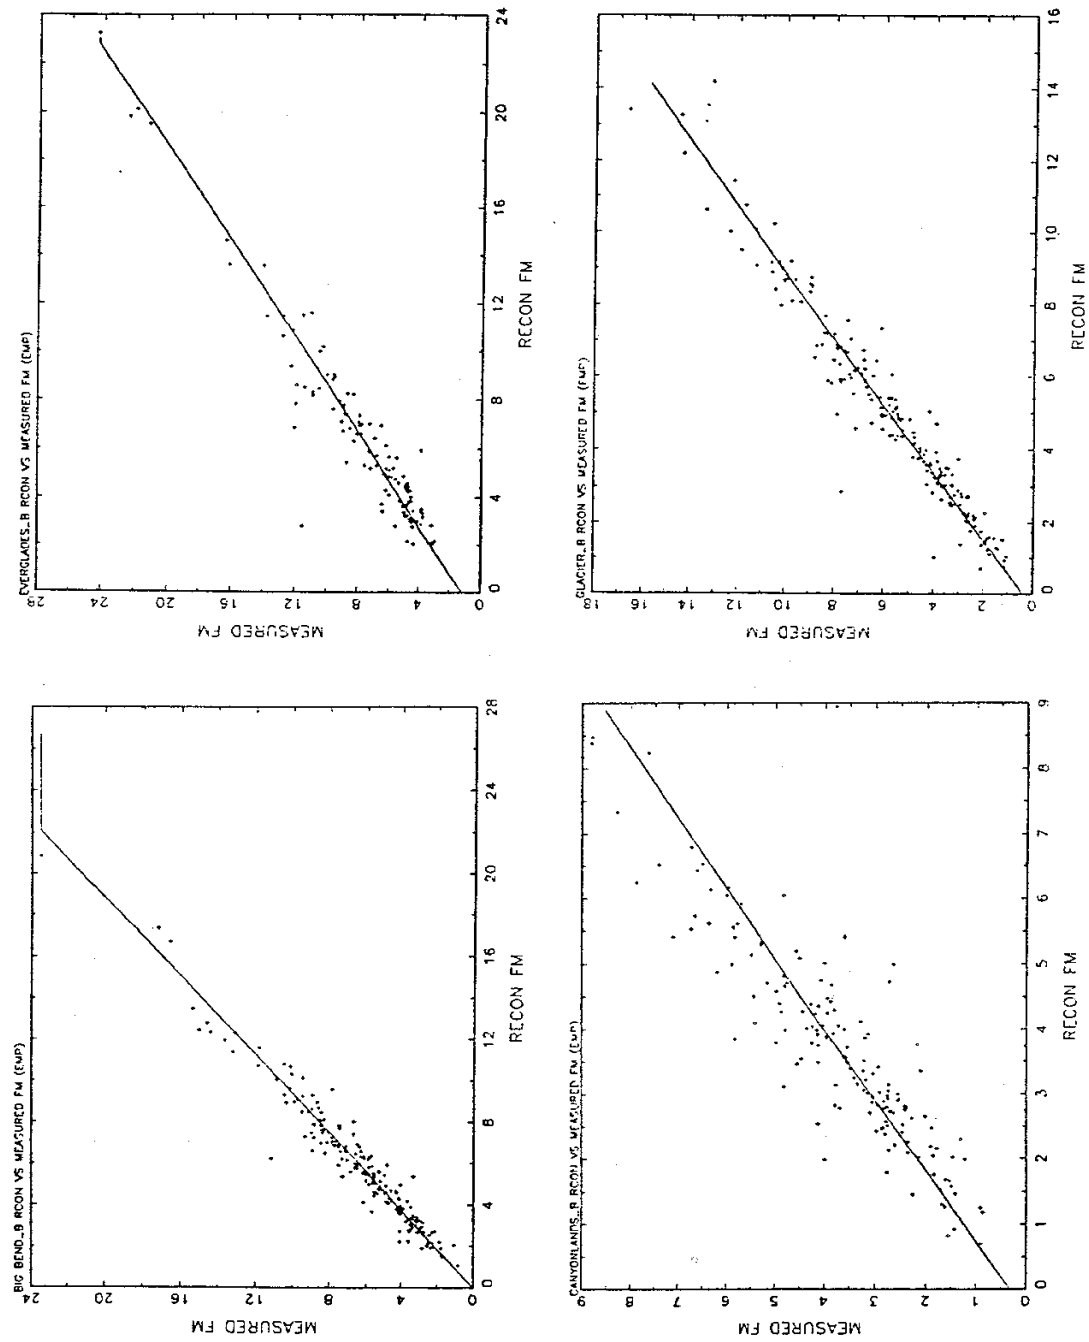 BIG BEND_B RCON VS MEASURED FM (EMP)
MEASURED FM
24 20 16 12 8 4 0
0 4 8 12 16 20 24 28
RECON FM
EVERGLADES_B RCON VS MEASURED FM (EMP)
MEASURED FM
28 24 20 16 12 8 4 0
0 4 8 12 16 20 24
RECON FM
CANYONLANDS_B RCON VS MEASURED FM (EMP)
MEASURED FM
9 8 7 6 5 4 3 2 1 0
0 1 2 3 4 5 6 7 8 9
RECON FM
GLACIER_B RCON VS MEASURED FM (EMP)
MEASURED FM
18 16 14 12 10 8 6 4 2 0
0 2 4 6 8 10 12 14 16
RECON FM